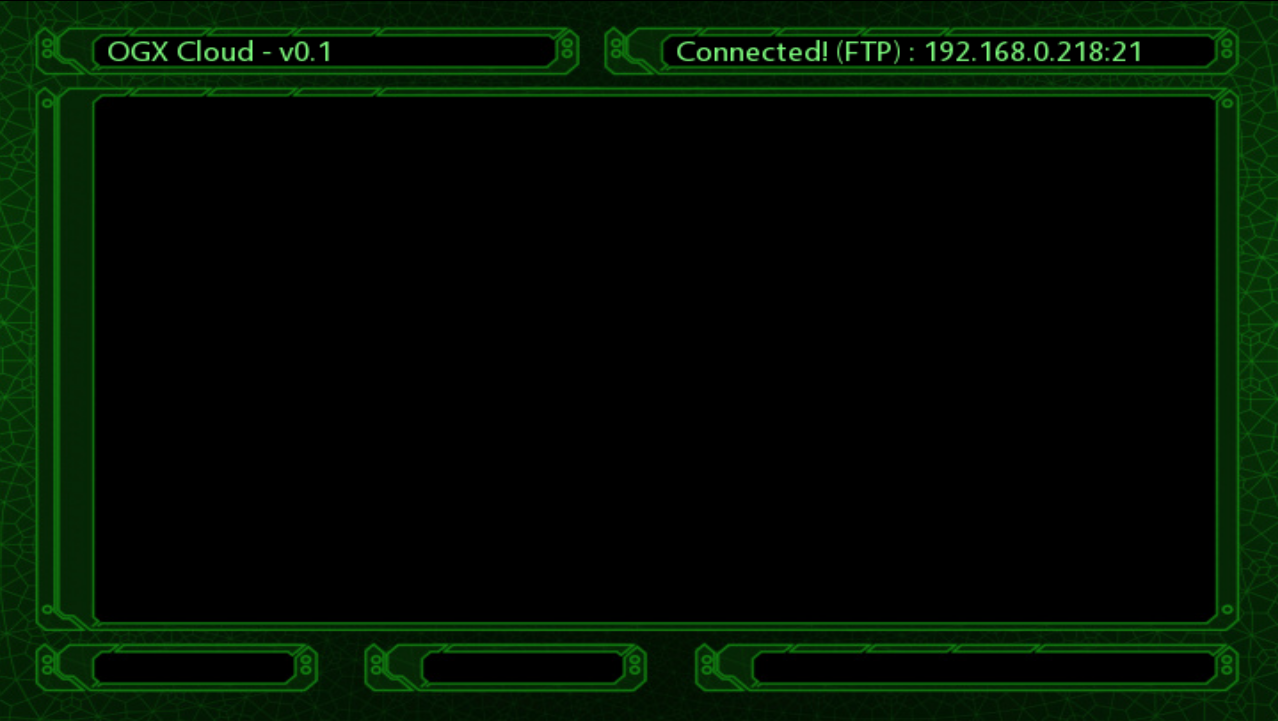 OGX Cloud - v0.1
Connected! (FTP) : 192.168.0.218:21